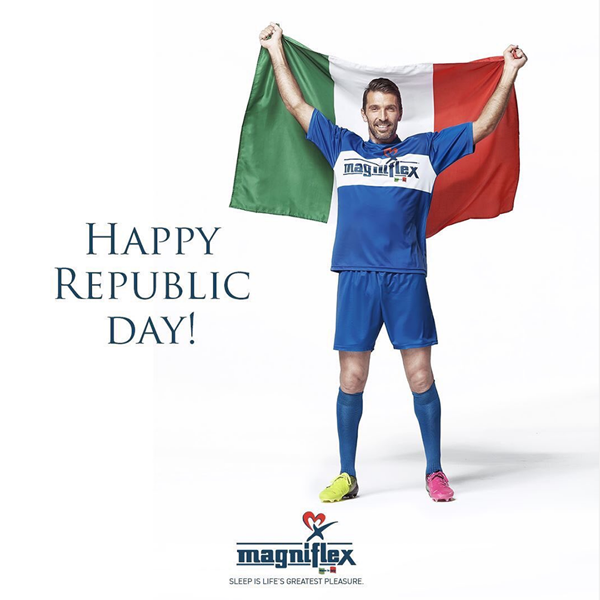 magniflex
HAPPY
REPUBLIC
DAY!
magniflex
SLEEP IS LIFE'S GREATEST PLEASURE.